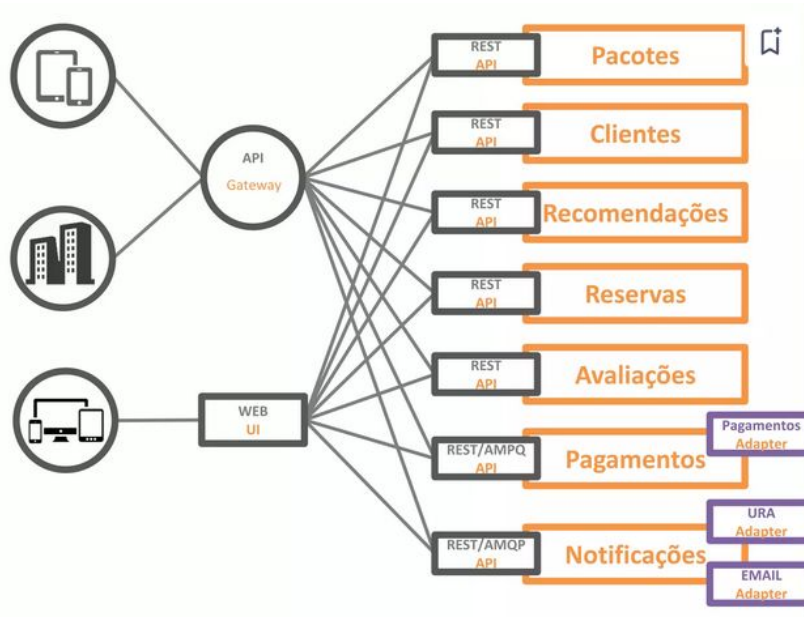 REST
API
Pacotes
REST
API
Clientes
API
Gateway
REST
API
Recomendações
REST
API
Reservas
REST
API
Avaliações
WEB
UI
REST/AMPQ
API
Pagamentos
Pagamentos
Adapter
REST/AMQP
API
Notificações
URA
Adapter
EMAIL
Adapter